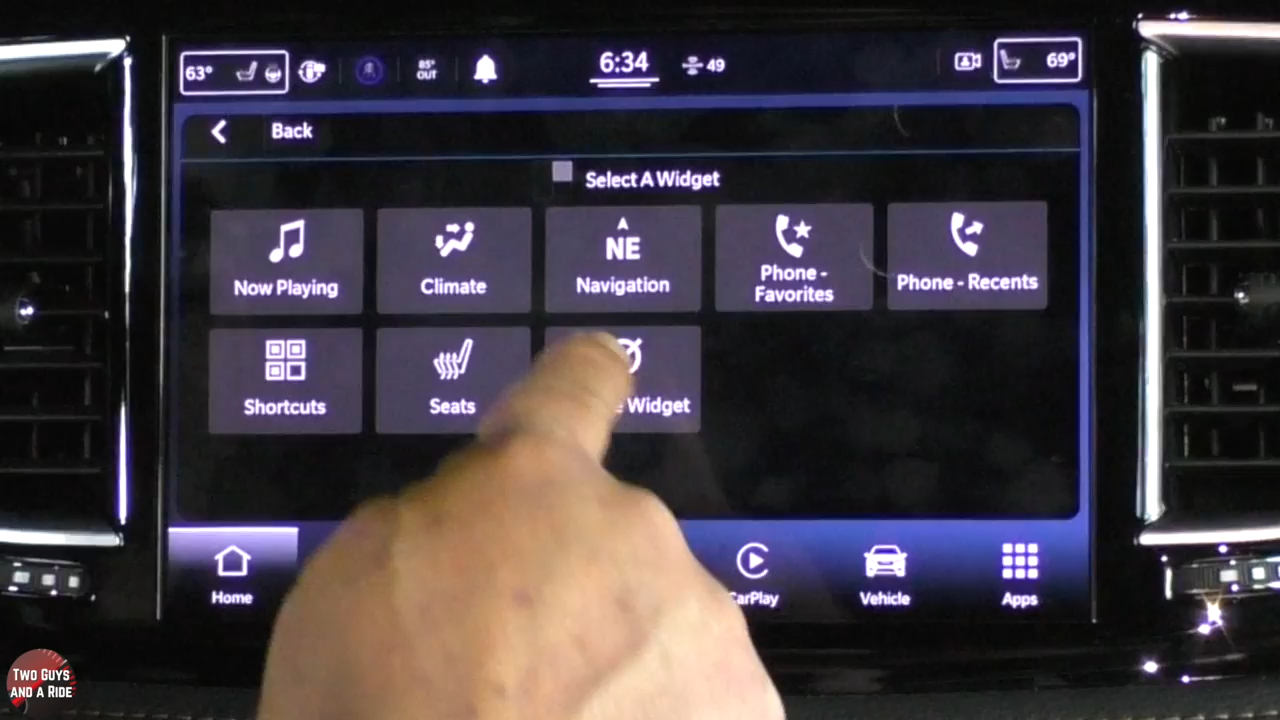 63°
85°
OUT
6:34
49
69°
Back
Select A Widget
Now Playing
Climate
NE
Navigation
Phone -
Favorites
Phone - Recents
Shortcuts
Seats
Widget
Home
CarPlay
Vehicle
Apps
TWO GUYS
AND A RIDE